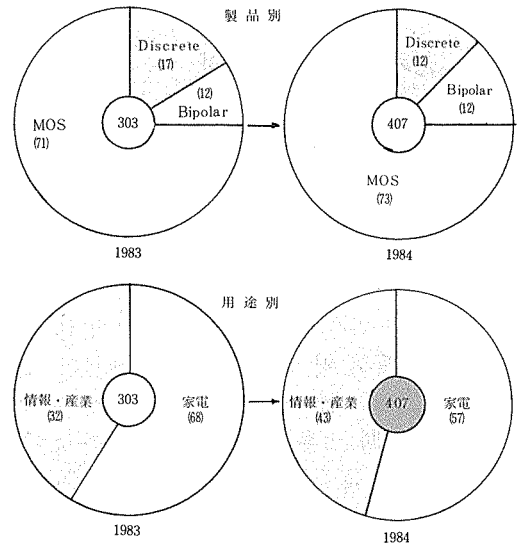 製品別
Discrete
(17)
(12)
Bipolar
MOS
(71)
303
1983
Discrete
(12)
Bipolar
(12)
407
MOS
(73)
1984
用途別
情報・産業
(32)
303
家電
(68)
1983
情報・産業
(43)
407
家電
(57)
1984